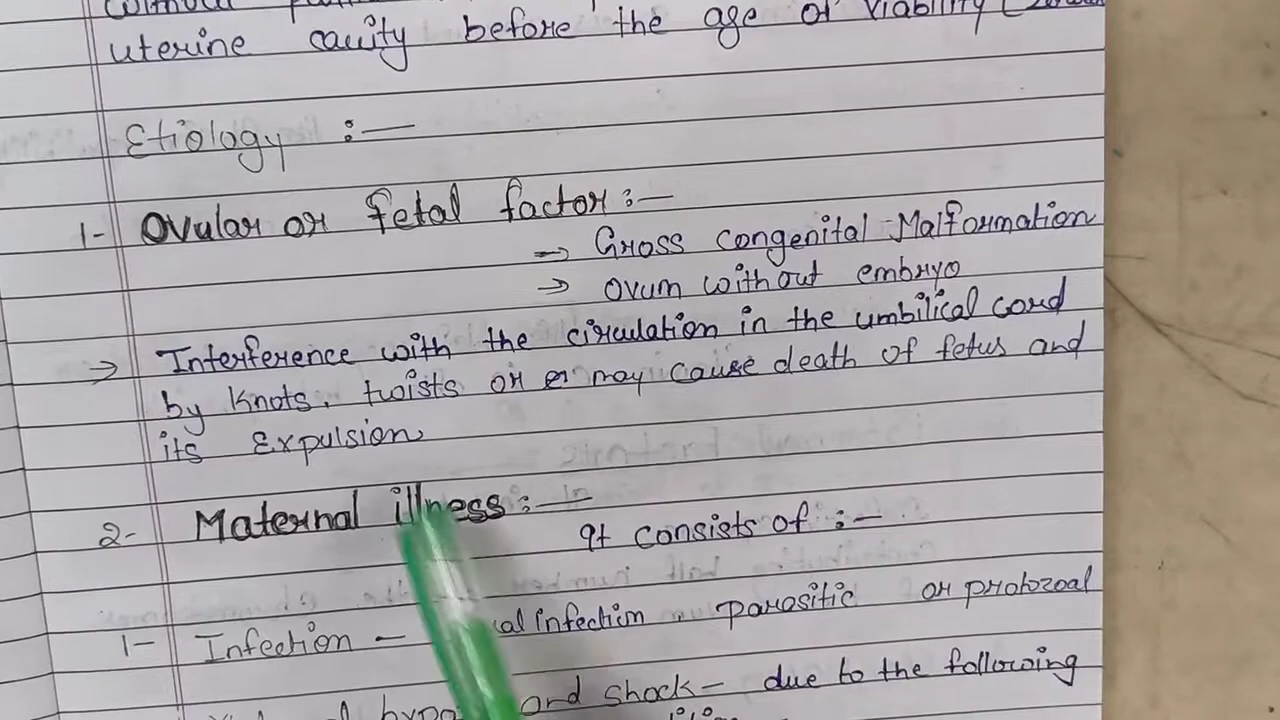 uterine cavity before the age of viability
Etiology :-
1- Ovular or fetal factor :-
→ Gross congenital Malformation
→ Ovum without embryo
→ Interference with the circulation in the umbilical cord
by knots, twists or may cause death of fetus and
its Expulsion,
2- Maternal illness :-
It consists of :-
1- Infection - infection parasitic or protozoal
and shock - due to the following